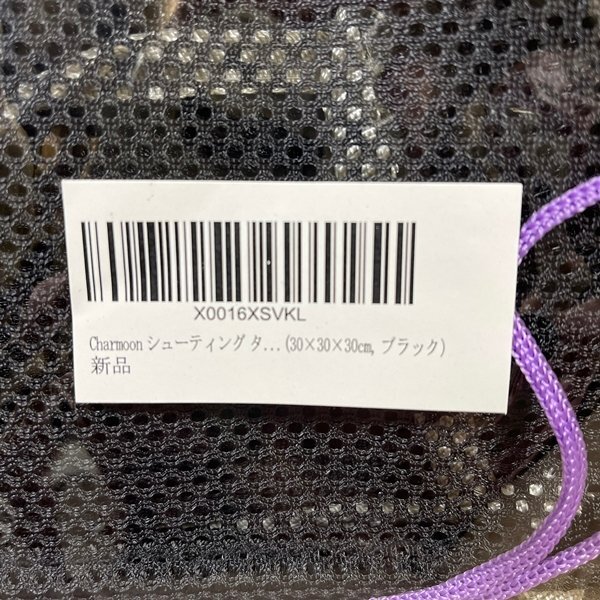 X0016XSVKL
Charmoon シューティング タ...(30×30×30cm, ブラック)
新品